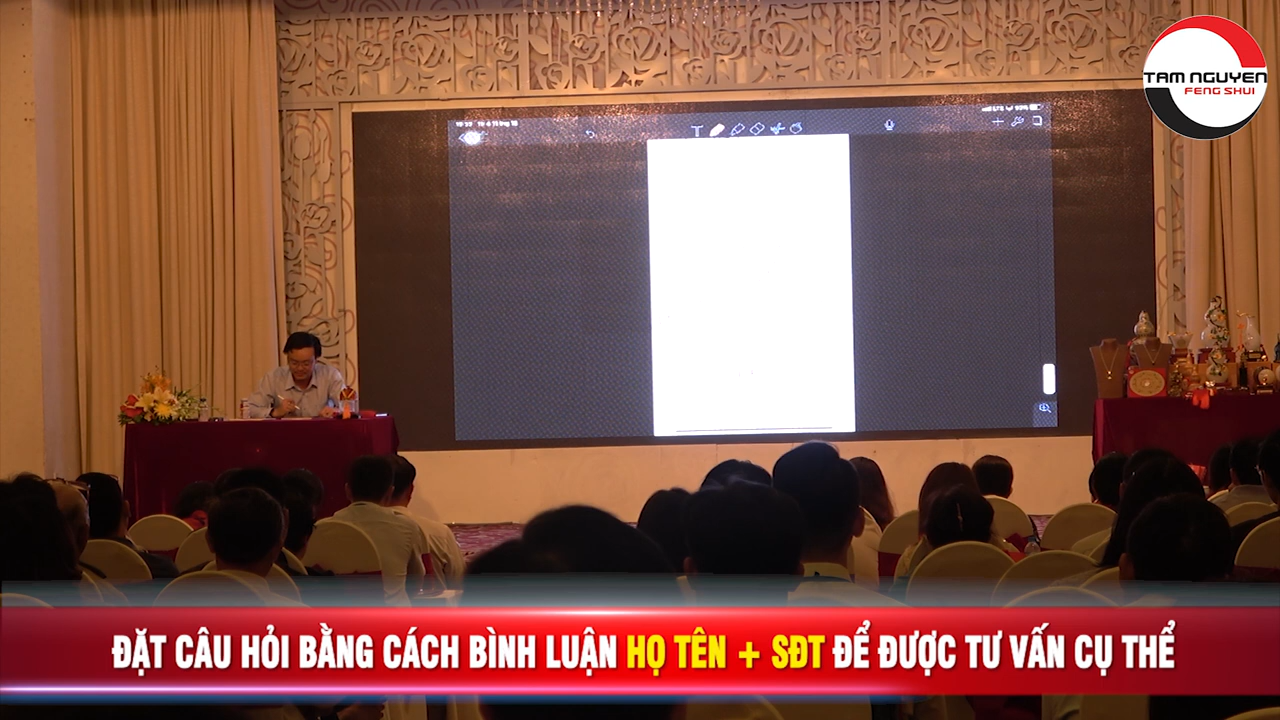 TAM NGUYEN
FENG SHUI
ĐẶT CÂU HỎI BẰNG CÁCH BÌNH LUẬN HỌ TÊN + SĐT ĐỂ ĐƯỢC TƯ VẤN CỤ THỂ